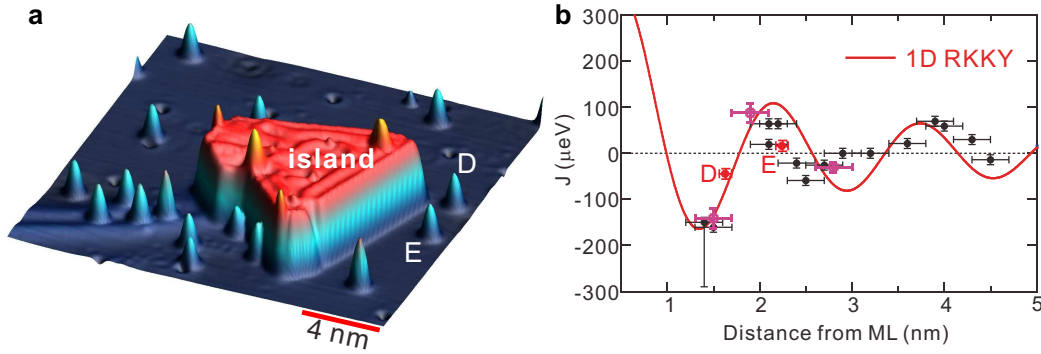 a
island
D
E
4 nm
b
300
200
100
0
-100
-200
-300
J (μeV)
1D RKKY
D
E
1
2
3
4
5
Distance from ML (nm)